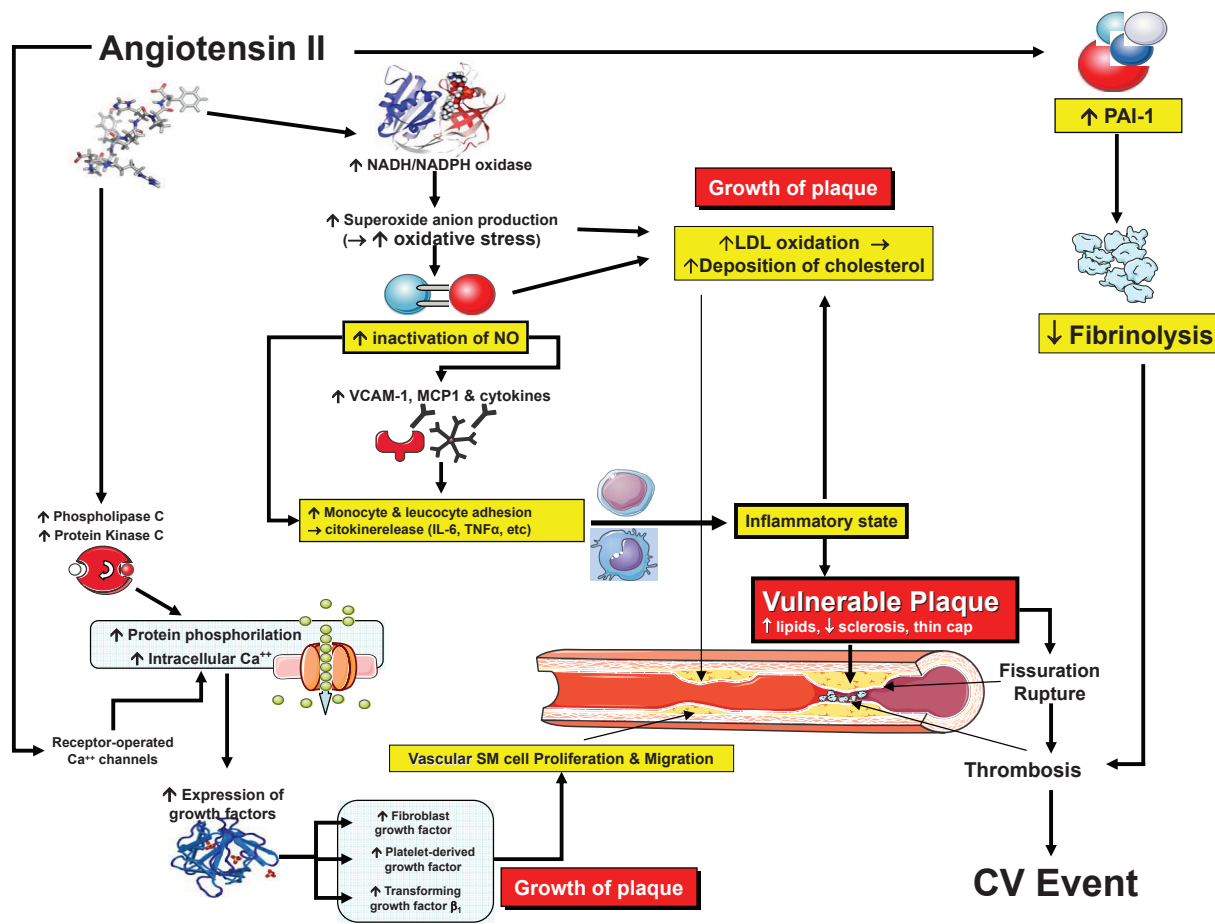 Angiotensin II
↑ PAI-1
↑ NADH/NADPH oxidase
Growth of plaque
↑ Superoxide anion production
(→ ↑ oxidative stress)
↑LDL oxidation →
↑Deposition of cholesterol
↓ Fibrinolysis
↑ inactivation of NO
↑ VCAM-1, MCP1 & cytokines
↑ Monocyte & leucocyte adhesion
→ citokinerelease (IL-6, TNFα, etc)
Inflammatory state
↑ Phospholipase C
↑ Protein Kinase C
Vulnerable Plaque
↑ lipids, ↓ sclerosis, thin cap
↑ Protein phosphorilation
↑ Intracellular Ca⁺⁺
Fissuration
Rupture
Receptor-operated
Ca⁺⁺ channels
Vascular SM cell Proliferation & Migration
Thrombosis
↑ Expression of
growth factors
↑ Fibroblast
growth factor
↑ Platelet-derived
growth factor
↑ Transforming
growth factor β₁
Growth of plaque
CV Event